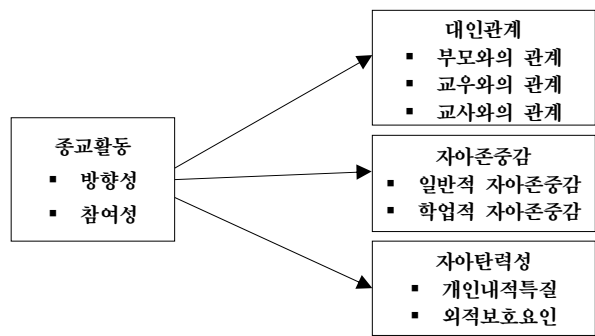 종교활동
▪ 방향성
▪ 참여성
대인관계
▪ 부모와의 관계
▪ 교우와의 관계
▪ 교사와의 관계
자아존중감
▪ 일반적 자아존중감
▪ 학업적 자아존중감
자아탄력성
▪ 개인내적특질
▪ 외적보호요인